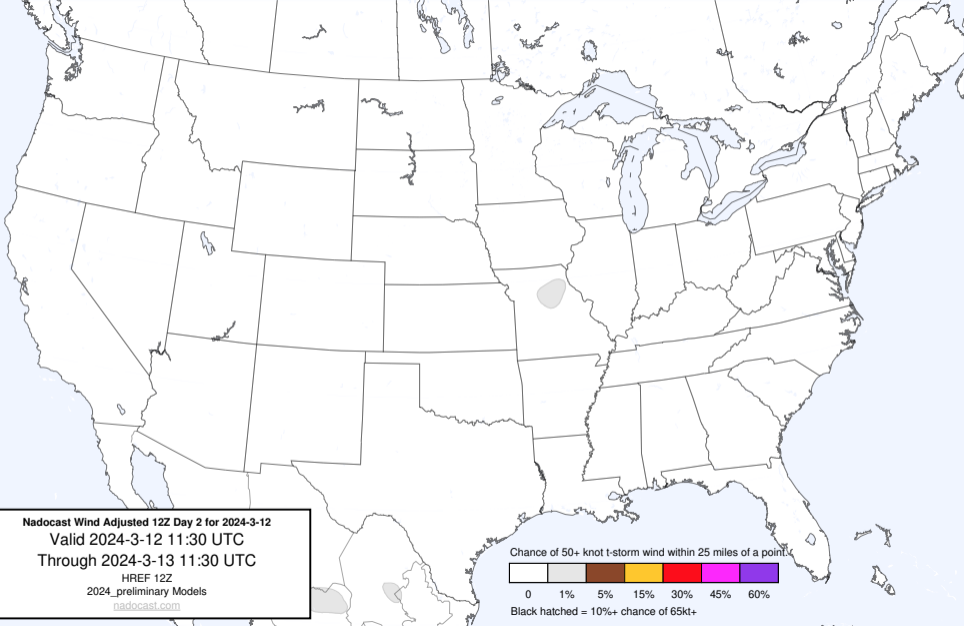 Nadocast Wind Adjusted 12Z Day 2 for 2024-3-12
Valid 2024-3-12 11:30 UTC
Through 2024-3-13 11:30 UTC
HREF 12Z
2024_preliminary Models
nadocast.com
Chance of 50+ knot t-storm wind within 25 miles of a point.
0 1% 5% 15% 30% 45% 60%
Black hatched = 10%+ chance of 65kt+